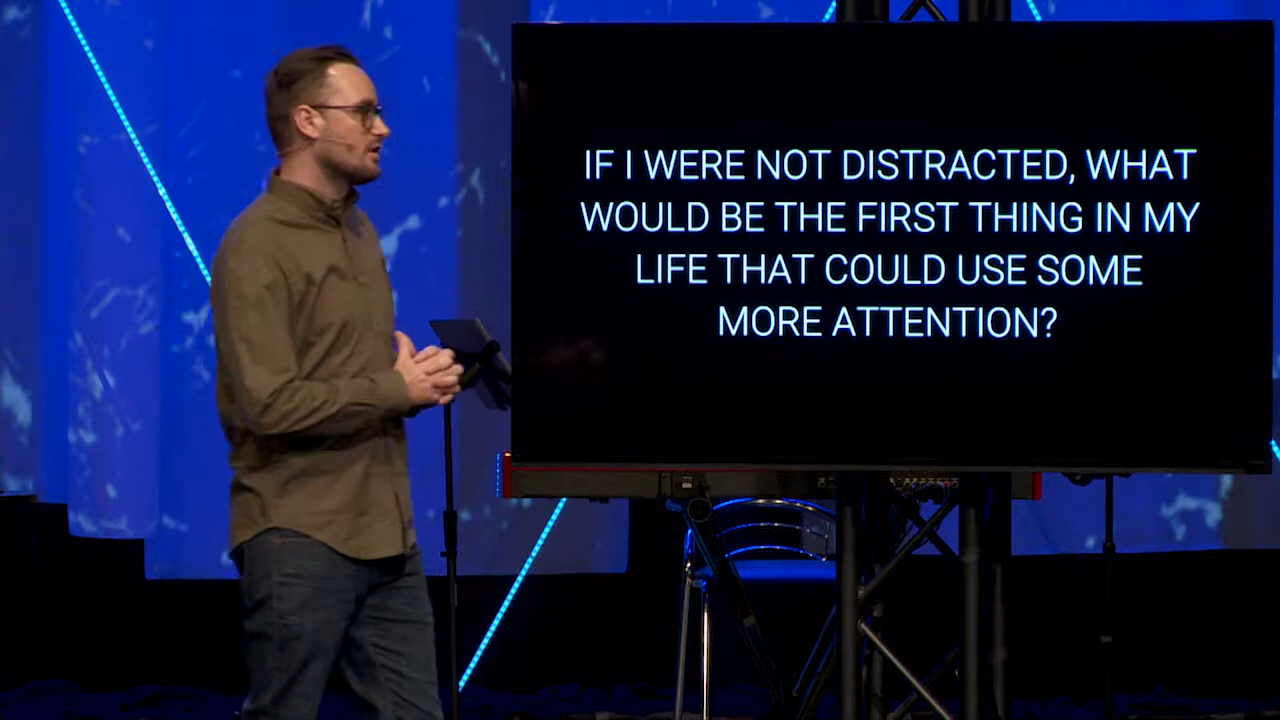 IF I WERE NOT DISTRACTED, WHAT
WOULD BE THE FIRST THING IN MY
LIFE THAT COULD USE SOME
MORE ATTENTION?